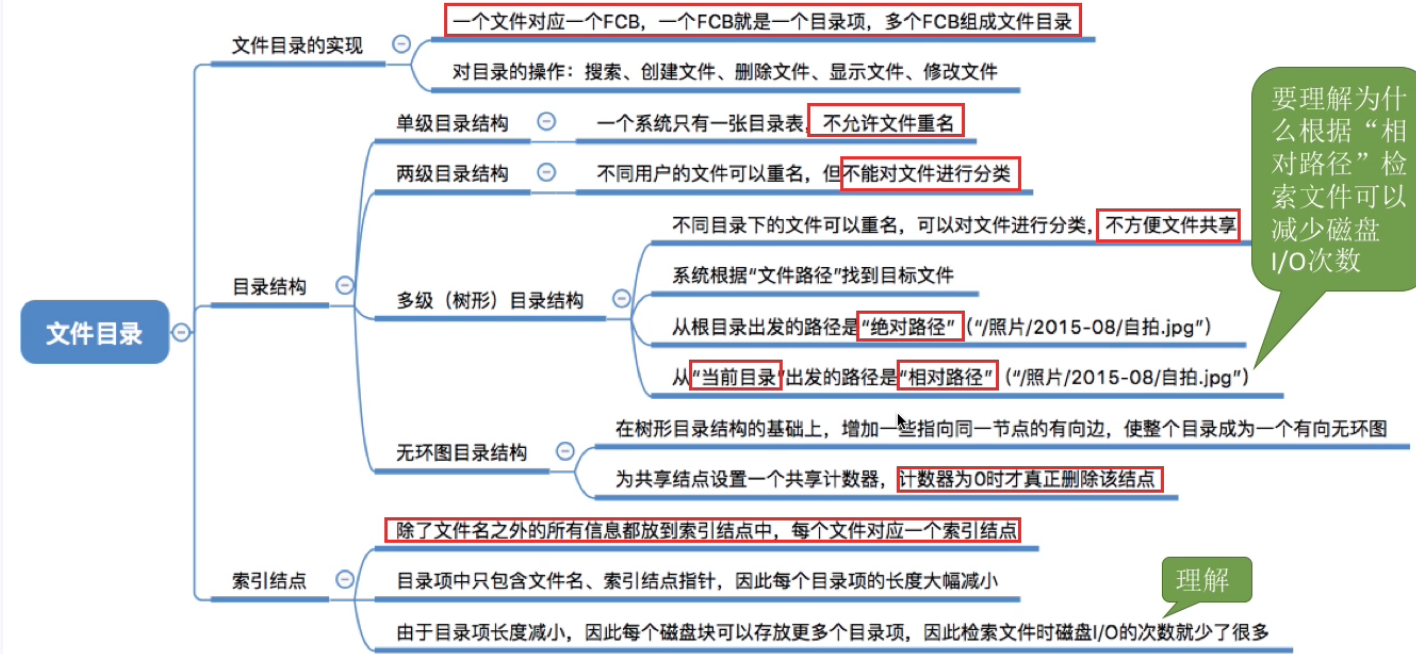 文件目录
文件目录的实现
一个文件对应一个FCB，一个FCB就是一个目录项，多个FCB组成文件目录
对目录的操作：搜索、创建文件、删除文件、显示文件、修改文件
目录结构
单级目录结构
一个系统只有一张目录表，不允许文件重名
两级目录结构
不同用户的文件可以重名，但不能对文件进行分类
多级（树形）目录结构
不同目录下的文件可以重名，可以对文件进行分类，不方便文件共享
系统根据“文件路径”找到目标文件
从根目录出发的路径是“绝对路径”（“/照片/2015-08/自拍.jpg”）
从“当前目录”出发的路径是“相对路径”（“/照片/2015-08/自拍.jpg”）
无环图目录结构
在树形目录结构的基础上，增加一些指向同一节点的有向边，使整个目录成为一个有向无环图
为共享结点设置一个共享计数器，计数器为0时才真正删除该结点
索引结点
除了文件名之外的所有信息都放到索引结点中，每个文件对应一个索引结点
目录项中只包含文件名、索引结点指针，因此每个目录项的长度大幅减小
由于目录项长度减小，因此每个磁盘块可以存放更多个目录项，因此检索文件时磁盘I/O的次数就少了很多
要理解为什
么根据“相
对路径”检
索文件可以
减少磁盘
I/O次数
理解